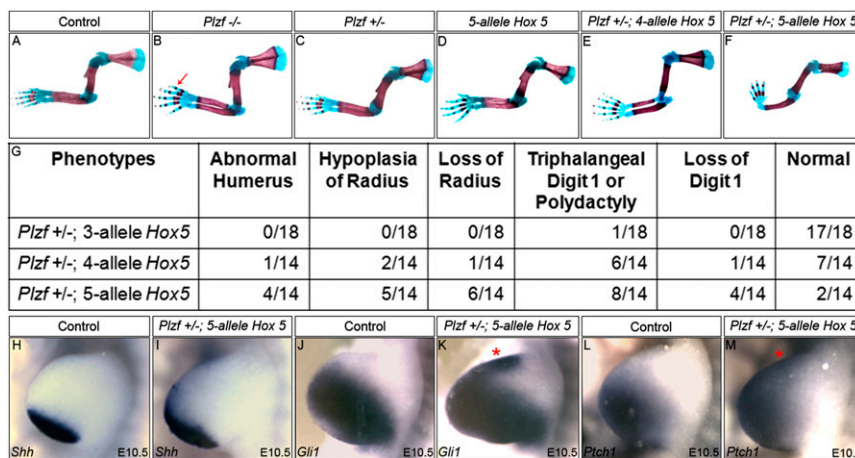 Control
Plzf -/-
Plzf +/-
5-allele Hox 5
Plzf +/-; 4-allele Hox 5
Plzf +/-; 5-allele Hox 5
A
B
C
D
E
F
G
Phenotypes
Abnormal Humerus
Hypoplasia of Radius
Loss of Radius
Triphalangeal Digit 1 or Polydactyly
Loss of Digit 1
Normal
Plzf +/-; 3-allele Hox5 0/18 0/18 0/18 1/18 0/18 17/18
Plzf +/-; 4-allele Hox5 1/14 2/14 1/14 6/14 1/14 7/14
Plzf +/-; 5-allele Hox5 4/14 5/14 6/14 8/14 4/14 2/14
Control
Plzf +/-; 5-allele Hox 5
Control
Plzf +/-; 5-allele Hox 5
Control
Plzf +/-; 5-allele Hox 5
H
I
J
K
*
L
M
*
Shh E10.5
Shh E10.5
Gli1 E10.5
Gli1 E10.5
Ptch1 E10.5
Ptch1 E10.5